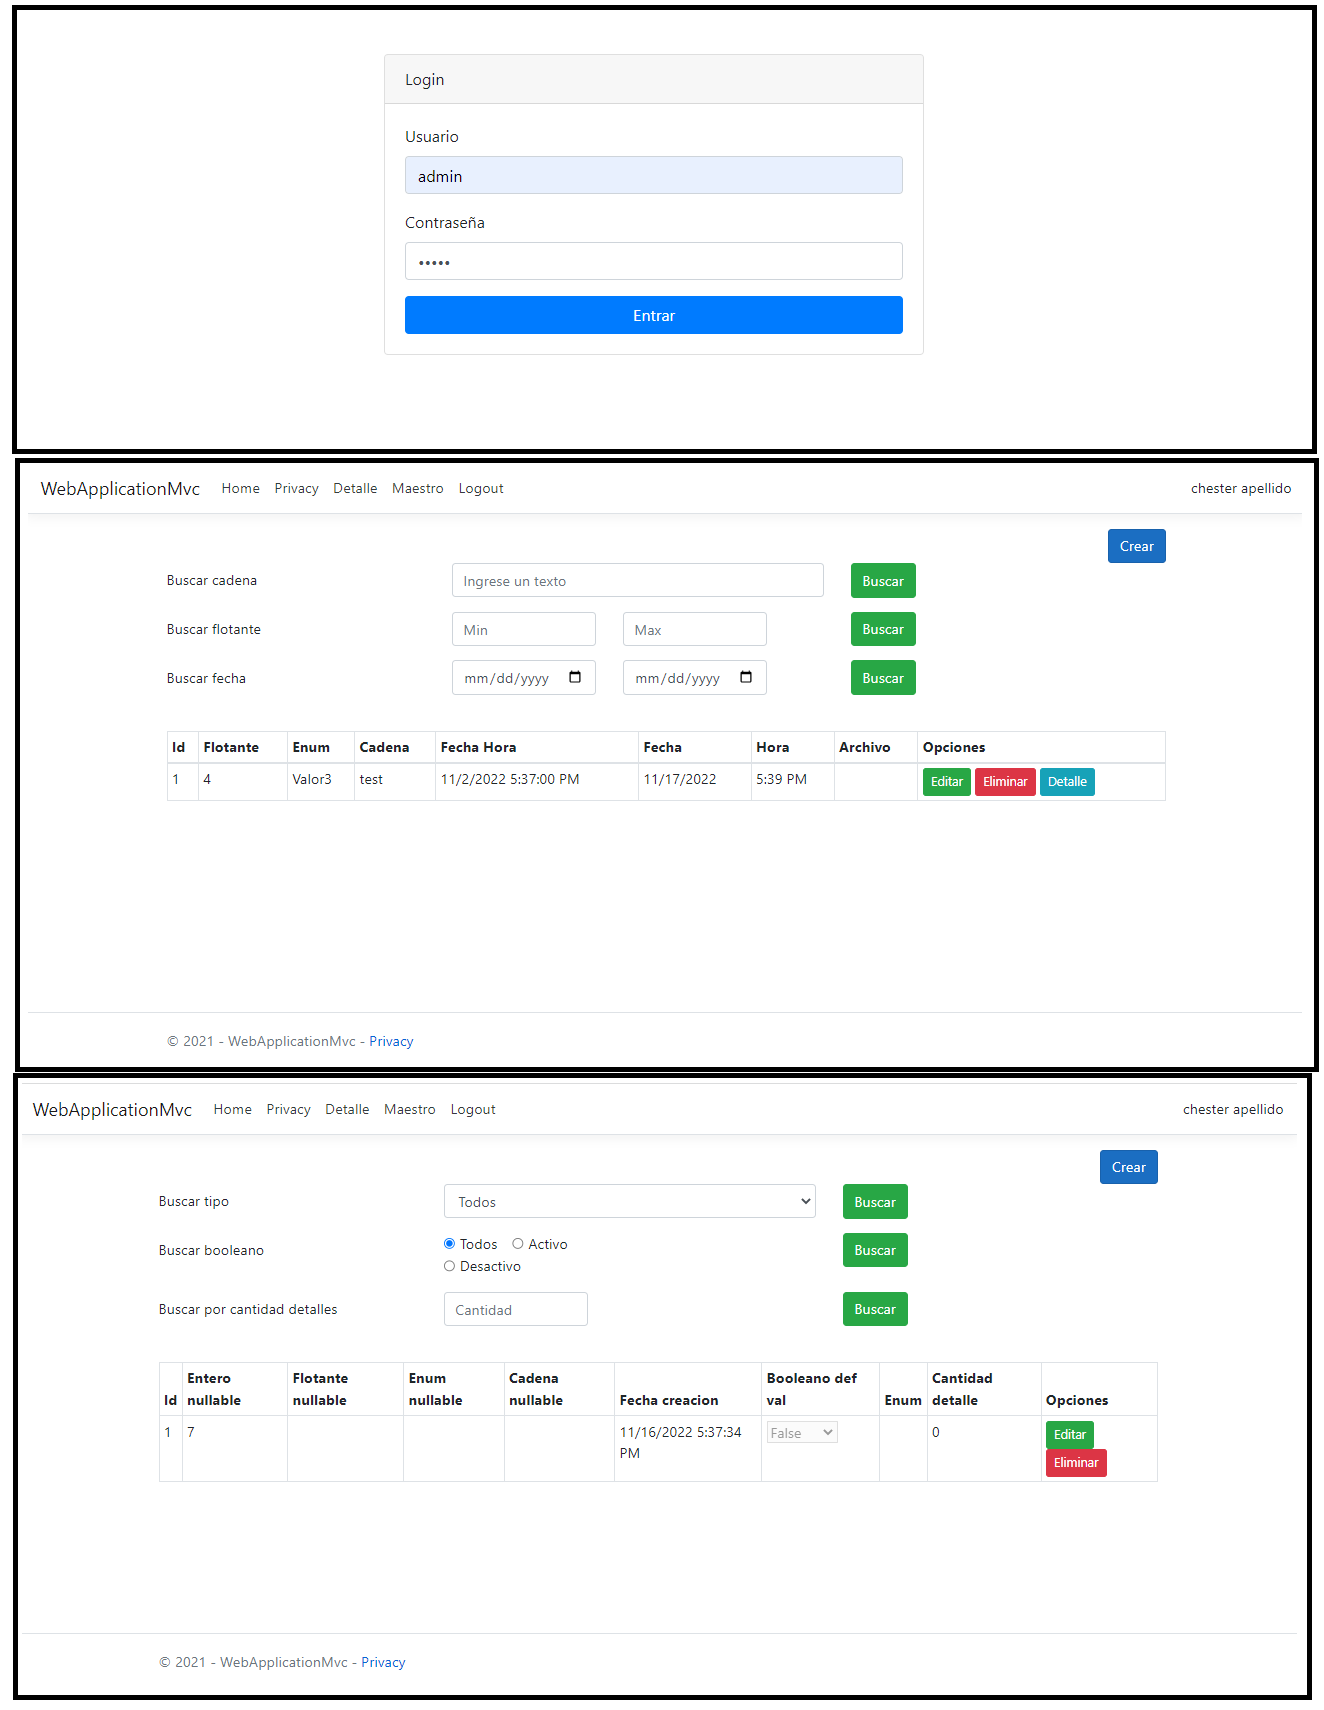 Login
Usuario
admin
Contraseña
•••••
Entrar
WebApplicationMvc Home Privacy Detalle Maestro Logout chester apellido
Crear
Buscar cadena Ingrese un texto Buscar
Buscar flotante Min Max Buscar
Buscar fecha mm/dd/yyyy mm/dd/yyyy Buscar
Id Flotante Enum Cadena Fecha Hora Fecha Hora Archivo Opciones
1 4 Valor3 test 11/2/2022 5:37:00 PM 11/17/2022 5:39 PM Editar Eliminar Detalle
© 2021 - WebApplicationMvc - Privacy
WebApplicationMvc Home Privacy Detalle Maestro Logout chester apellido
Crear
Buscar tipo Todos Buscar
Buscar booleano Todos Activo Buscar
Desactivo
Buscar por cantidad detalles Cantidad Buscar
Entero Flotante Enum Cadena Booleano def Cantidad
Id nullable nullable nullable nullable Fecha creacion val Enum detalle Opciones
1 7 11/16/2022 5:37:34 False 0 Editar
PM Eliminar
© 2021 - WebApplicationMvc - Privacy